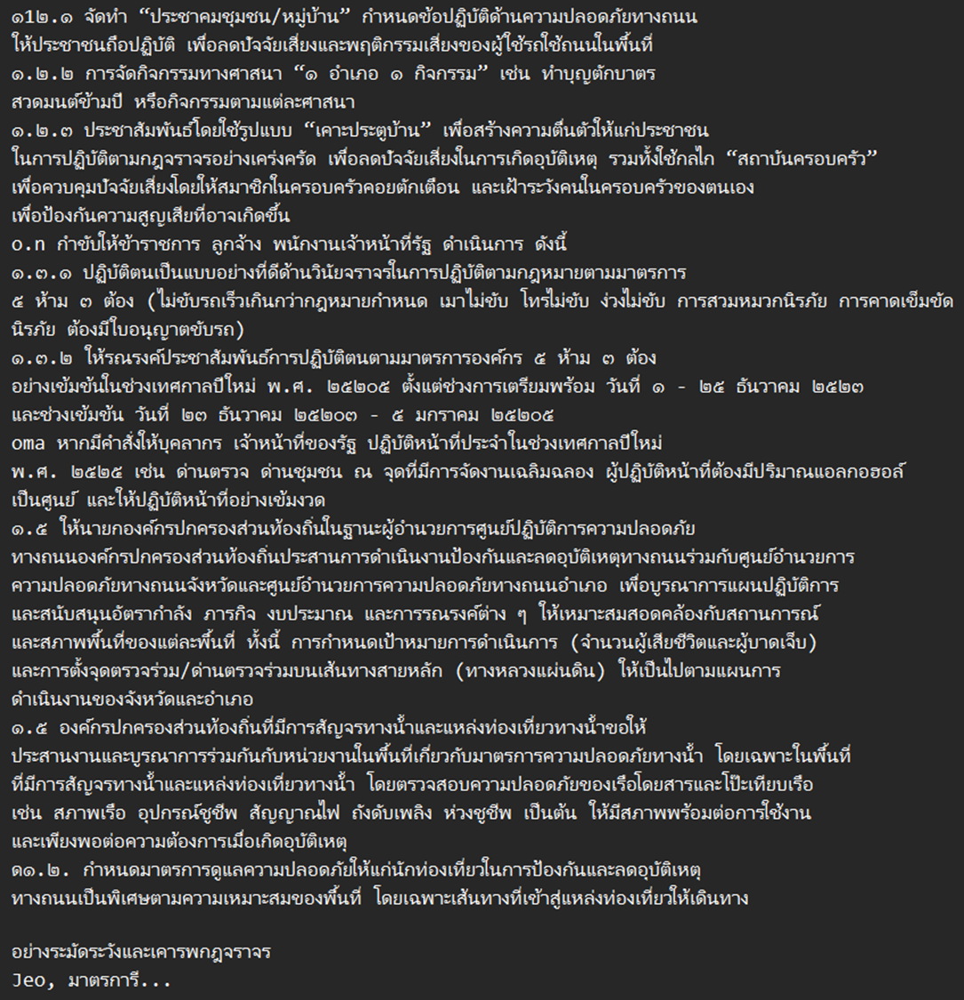 ๑1๒.๑ จัดทำ “ประชาคมชุมชน/หมู่บ้าน” กำหนดข้อปฏิบัติด้านความปลอดภัยทางถนน
ให้ประชาชนถือปฏิบัติ เพื่อลดปัจจัยเสี่ยงและพฤติกรรมเสี่ยงของผู้ใช้รถใช้ถนนในพื้นที่
๑.๒.๒ การจัดกิจกรรมทางศาสนา “๑ อำเภอ ๑ กิจกรรม” เช่น ทำบุญตักบาตร
สวดมนต์ข้ามปี หรือกิจกรรมตามแต่ละศาสนา
๑.๒.๓ ประชาสัมพันธ์โดยใช้รูปแบบ “เคาะประตูบ้าน” เพื่อสร้างความตื่นตัวให้แก่ประชาชน
ในการปฏิบัติตามกฎจราจรอย่างเคร่งครัด เพื่อลดปัจจัยเสี่ยงในการเกิดอุบัติเหตุ รวมทั้งใช้กลไก “สถาบันครอบครัว”
เพื่อควบคุมปัจจัยเสี่ยงโดยให้สมาชิกในครอบครัวคอยตักเตือน และเฝ้าระวังคนในครอบครัวของตนเอง
เพื่อป้องกันความสูญเสียที่อาจเกิดขึ้น
o.n กำขับให้ข้าราชการ ลูกจ้าง พนักงานเจ้าหน้าที่รัฐ ดำเนินการ ดังนี้
๑.๓.๑ ปฏิบัติตนเป็นแบบอย่างที่ดีด้านวินัยจราจรในการปฏิบัติตามกฎหมายตามมาตรการ
๕ ห้าม ๓ ต้อง (ไม่ขับรถเร็วเกินกว่ากฎหมายกำหนด เมาไม่ขับ โทรไม่ขับ ง่วงไม่ขับ การสวมหมวกนิรภัย การคาดเข็มขัด
นิรภัย ต้องมีใบอนุญาตขับรถ)
๑.๓.๒ ให้รณรงค์ประชาสัมพันธ์การปฏิบัติตนตามมาตรการองค์กร ๕ ห้าม ๓ ต้อง
อย่างเข้มข้นในช่วงเทศกาลปีใหม่ พ.ศ. ๒๕๒๐๕ ตั้งแต่ช่วงการเตรียมพร้อม วันที่ ๑ - ๒๕ ธันวาคม ๒๕๒๓
และช่วงเข้มข้น วันที่ ๒๓ ธันวาคม ๒๕๒๐๓ - ๕ มกราคม ๒๕๒๐๕
oma หากมีคำสั่งให้บุคลากร เจ้าหน้าที่ของรัฐ ปฏิบัติหน้าที่ประจำในช่วงเทศกาลปีใหม่
พ.ศ. ๒๕๒๕ เช่น ด่านตรวจ ด่านชุมชน ณ จุดที่มีการจัดงานเฉลิมฉลอง ผู้ปฏิบัติหน้าที่ต้องมีปริมาณแอลกอฮอล์
เป็นศูนย์ และให้ปฏิบัติหน้าที่อย่างเข้มงวด
๑.๕ ให้นายกองค์กรปกครองส่วนท้องถิ่นในฐานะผู้อำนวยการศูนย์ปฏิบัติการความปลอดภัย
ทางถนนองค์กรปกครองส่วนท้องถิ่นประสานการดำเนินงานป้องกันและลดอุบัติเหตุทางถนนร่วมกับศูนย์อำนวยการ
ความปลอดภัยทางถนนจังหวัดและศูนย์อำนวยการความปลอดภัยทางถนนอำเภอ เพื่อบูรณาการแผนปฏิบัติการ
และสนับสนุนอัตรากำลัง ภารกิจ งบประมาณ และการรณรงค์ต่าง ๆ ให้เหมาะสมสอดคล้องกับสถานการณ์
และสภาพพื้นที่ของแต่ละพื้นที่ ทั้งนี้ การกำหนดเป้าหมายการดำเนินการ (จำนวนผู้เสียชีวิตและผู้บาดเจ็บ)
และการตั้งจุดตรวจร่วม/ด่านตรวจร่วมบนเส้นทางสายหลัก (ทางหลวงแผ่นดิน) ให้เป็นไปตามแผนการ
ดำเนินงานของจังหวัดและอำเภอ
๑.๕ องค์กรปกครองส่วนท้องถิ่นที่มีการสัญจรทางน้ำและแหล่งท่องเที่ยวทางน้ำขอให้
ประสานงานและบูรณาการร่วมกันกับหน่วยงานในพื้นที่เกี่ยวกับมาตรการความปลอดภัยทางน้ำ โดยเฉพาะในพื้นที่
ที่มีการสัญจรทางน้ำและแหล่งท่องเที่ยวทางน้ำ โดยตรวจสอบความปลอดภัยของเรือโดยสารและโป๊ะเทียบเรือ
เช่น สภาพเรือ อุปกรณ์ชูชีพ สัญญาณไฟ ถังดับเพลิง ห่วงชูชีพ เป็นต้น ให้มีสภาพพร้อมต่อการใช้งาน
และเพียงพอต่อความต้องการเมื่อเกิดอุบัติเหตุ
ด๑.๒. กำหนดมาตรการดูแลความปลอดภัยให้แก่นักท่องเที่ยวในการป้องกันและลดอุบัติเหตุ
ทางถนนเป็นพิเศษตามความเหมาะสมของพื้นที่ โดยเฉพาะเส้นทางที่เข้าสู่แหล่งท่องเที่ยวให้เดินทาง
อย่างระมัดระวังและเคารพกฎจราจร
Jeo, มาตรการี...